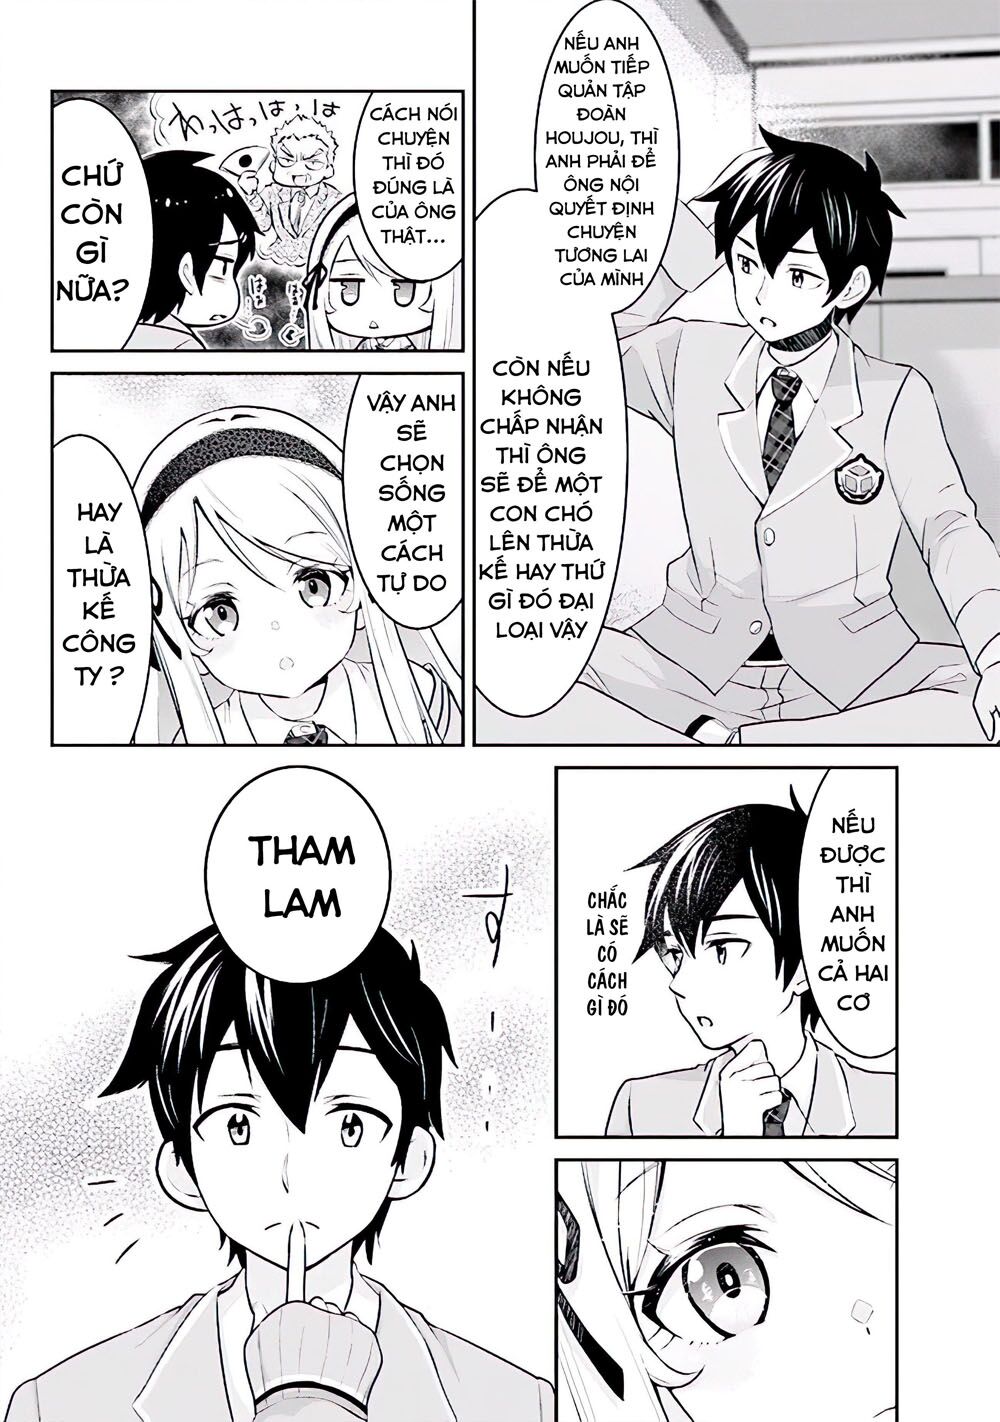 NẾU ANH
MUỐN TIẾP
QUẢN TẬP
ĐOÀN
HOUJOU, THÌ
ANH PHẢI ĐỂ
ÔNG NỘI
QUYẾT ĐỊNH
CHUYỆN
TƯƠNG LAI
CỦA MÌNH
CÒN NẾU
KHÔNG
CHẤP NHẬN
THÌ ÔNG
SẼ ĐỂ MỘT
CON CHÓ
LÊN THỪA
KẾ HAY THỨ
GÌ ĐÓ ĐẠI
LOẠI VẬY
CÁCH NÓI
CHUYỆN
THÌ ĐÓ
ĐÚNG LÀ
CỦA ÔNG
THẬT...
わっはっはっは
CHỨ
CÒN
GÌ
NỮA?
VẬY ANH
SẼ
CHỌN
SỐNG
MỘT
CÁCH
TỰ DO
HAY
LÀ
THỪA
KẾ
CÔNG
TY ?
NẾU
ĐƯỢC
THÌ
ANH
MUỐN
CẢ HAI
CƠ
CHẮC
LÀ SẼ
CÓ
CÁCH
GÌ ĐÓ
THAM
LAM